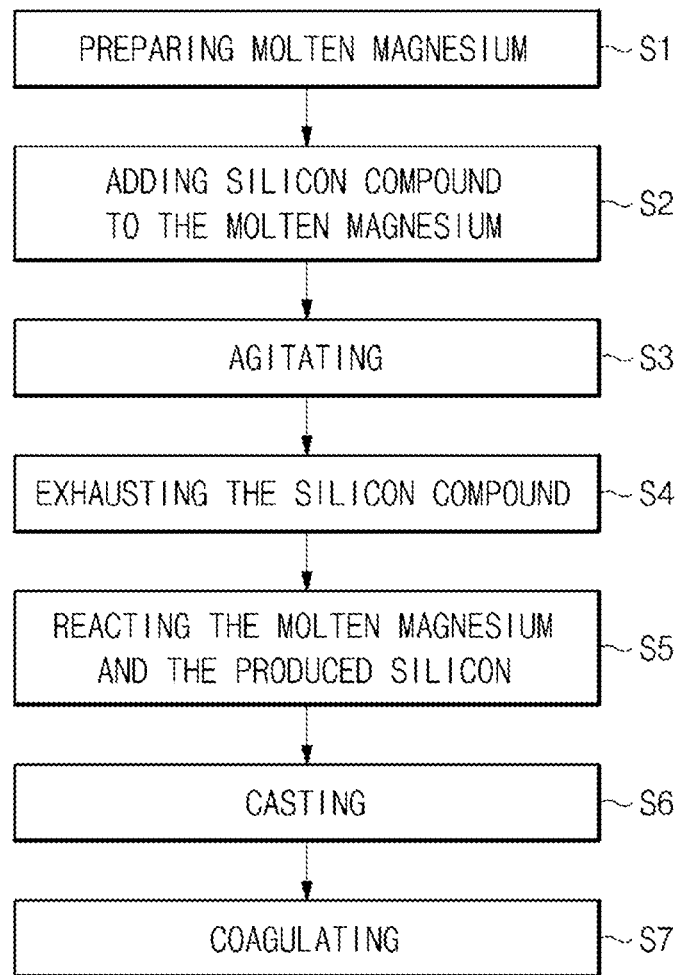 PREPARING MOLTEN MAGNESIUM
S1
ADDING SILICON COMPOUND
TO THE MOLTEN MAGNESIUM
S2
AGITATING
S3
EXHAUSTING THE SILICON COMPOUND
S4
REACTING THE MOLTEN MAGNESIUM
AND THE PRODUCED SILICON
S5
CASTING
S6
COAGULATING
S7